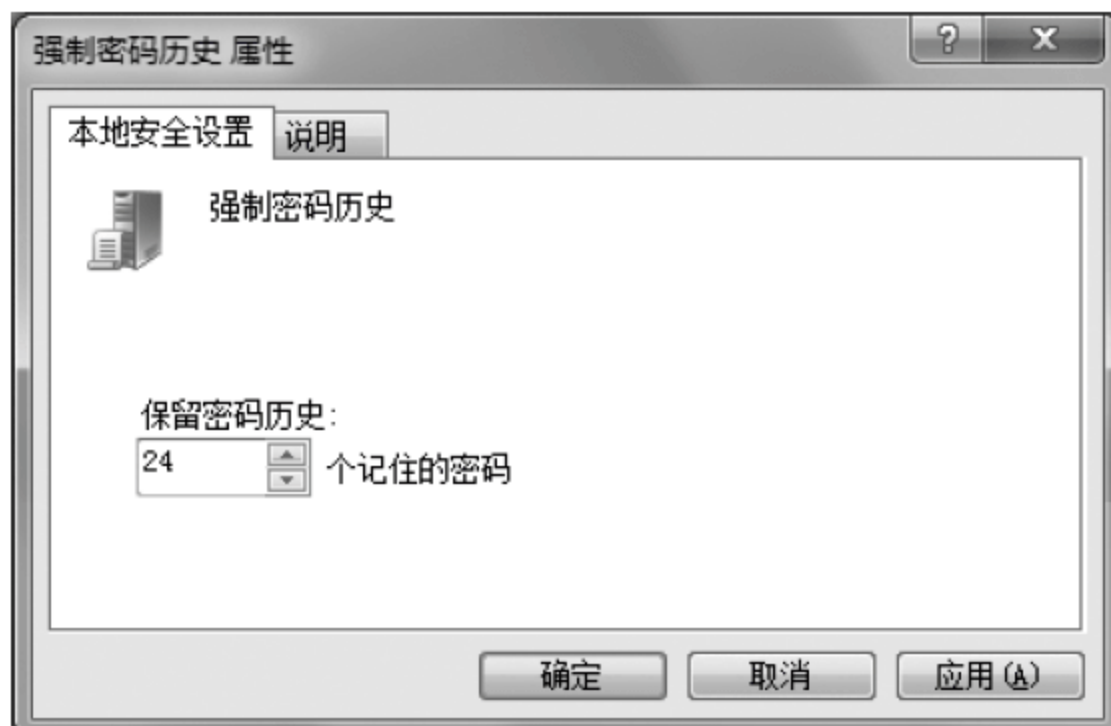 强制密码历史 属性
本地安全设置 说明
强制密码历史
保留密码历史:
24 个记住的密码
确定 取消 应用(A)